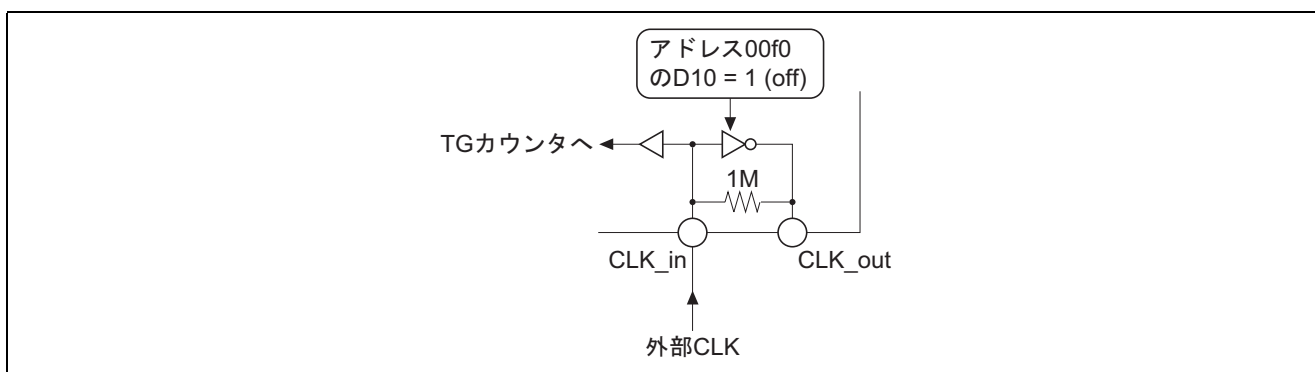 アドレス00f0
のD10 = 1 (off)
TGカウンタへ
1M
CLK_in
CLK_out
外部CLK